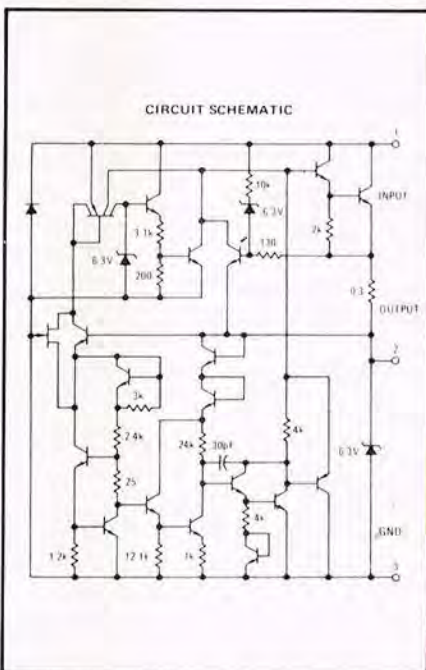 CIRCUIT SCHEMATIC
1
10k
INPUT
3.1k
6.3V
2k
6.3V
200
130
0.3
OUTPUT
2
3k
2.4k
24k
30pF
4k
6.3V
25
4k
GND
1.2k
12.1k
1k
3